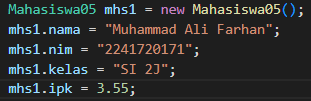 Mahasiswa05 mhs1 = new Mahasiswa05();
mhs1.nama = "Muhammad Ali Farhan";
mhs1.nim = "2241720171";
mhs1.kelas = "SI 2J";
mhs1.ipk = 3.55;